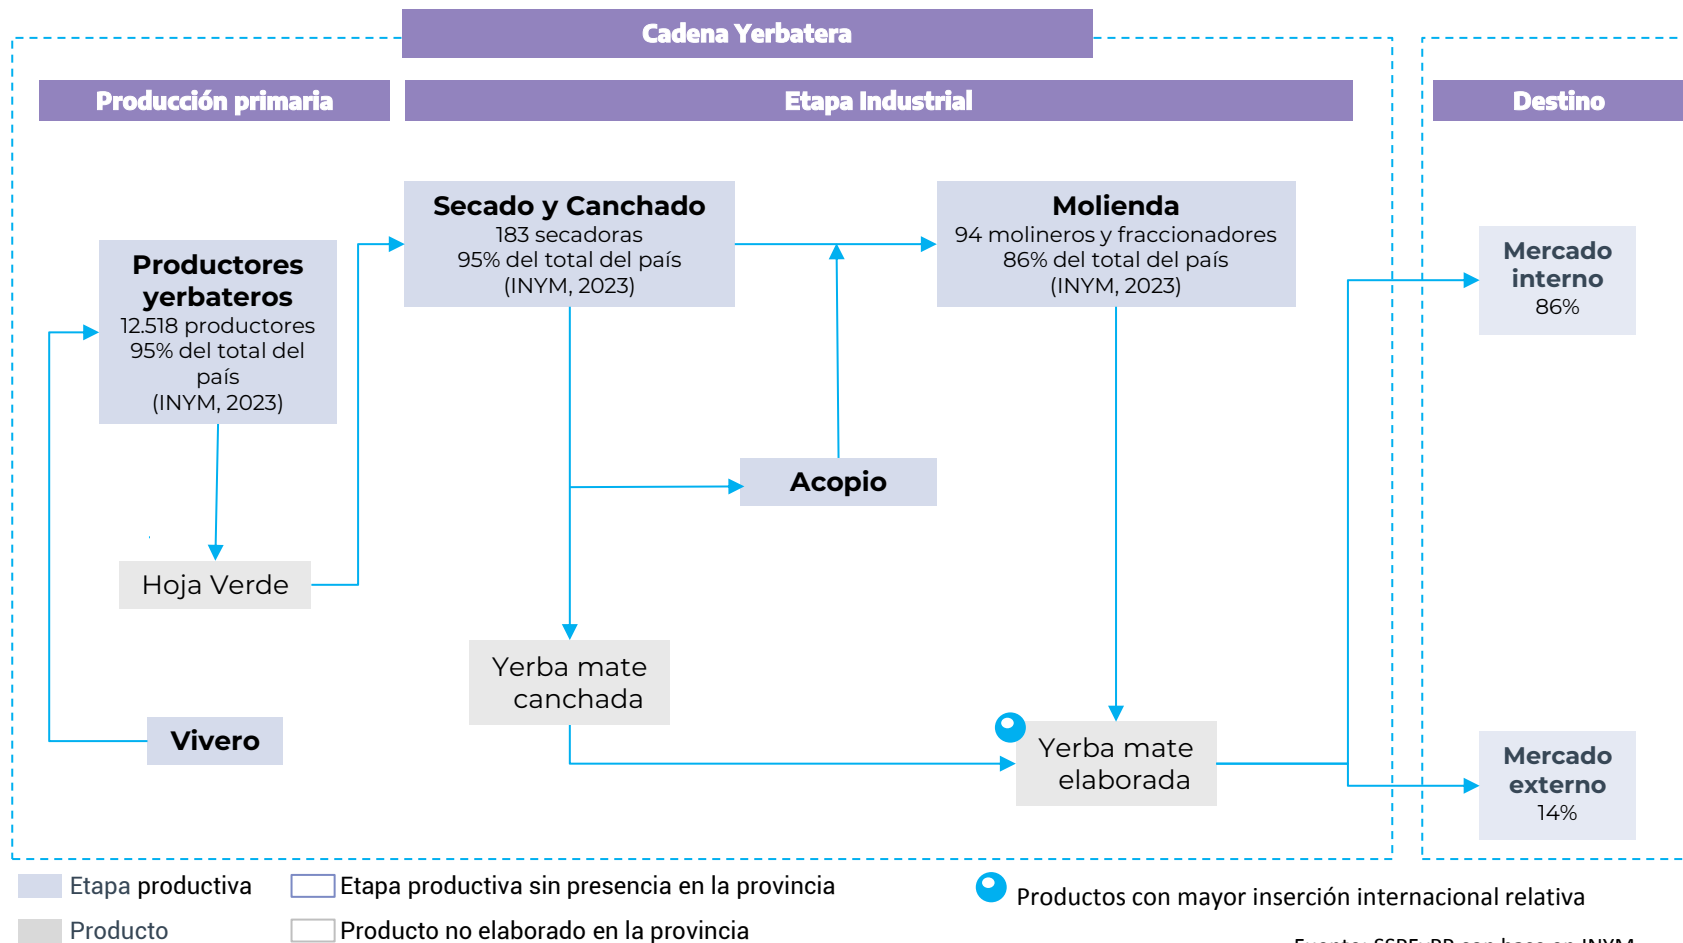 Cadena Yerbatera
Producción primaria
Etapa Industrial
Destino
Productores
yerbateros
12.518 productores
95% del total del
país
(INYM, 2023)
Secado y Canchado
183 secadoras
95% del total del país
(INYM, 2023)
Molienda
94 molineros y fraccionadores
86% del total del país
(INYM, 2023)
Mercado
interno
86%
Acopio
Hoja Verde
Yerba mate
canchada
Vivero
Yerba mate
elaborada
Mercado
externo
14%
Etapa productiva
Etapa productiva sin presencia en la provincia
Productos con mayor inserción internacional relativa
Producto
Producto no elaborado en la provincia